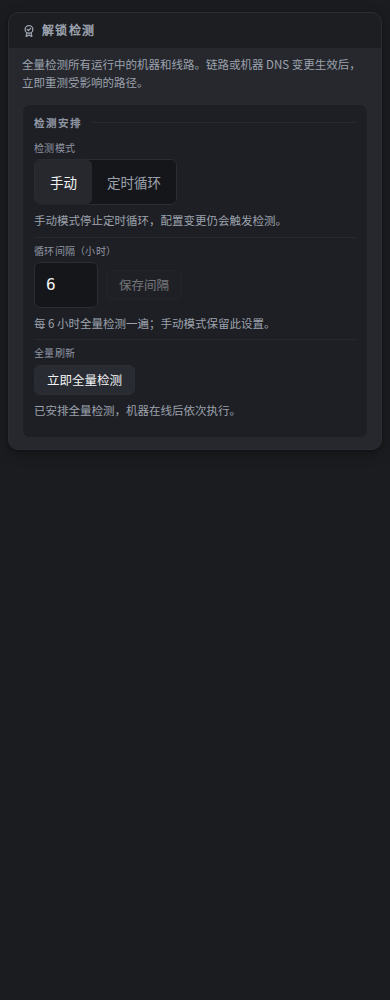 解锁检测
全量检测所有运行中的机器和线路。链路或机器 DNS 变更生效后，
立即重测受影响的路径。
检测安排
检测模式
手动
定时循环
手动模式停止定时循环，配置变更仍会触发检测。
循环间隔（小时）
6
保存间隔
每 6 小时全量检测一遍；手动模式保留此设置。
全量刷新
立即全量检测
已安排全量检测，机器在线后依次执行。